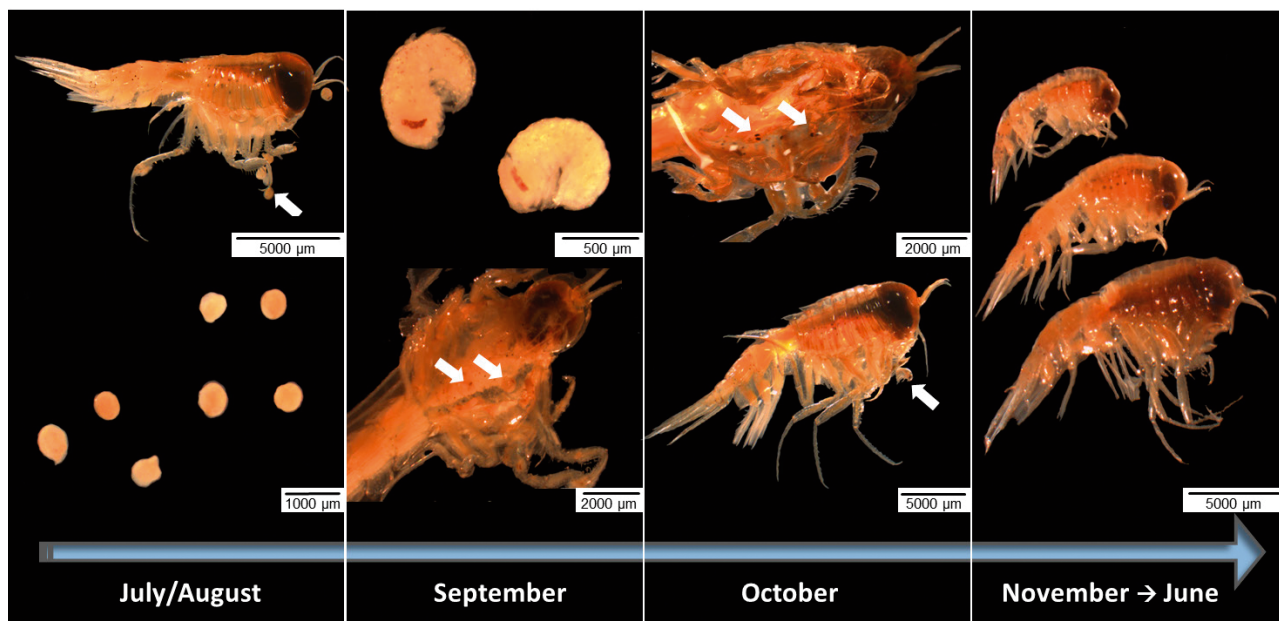 5000 µm
500 µm
2000 µm
1000 µm
2000 µm
5000 µm
5000 µm
July/August
September
October
November → June